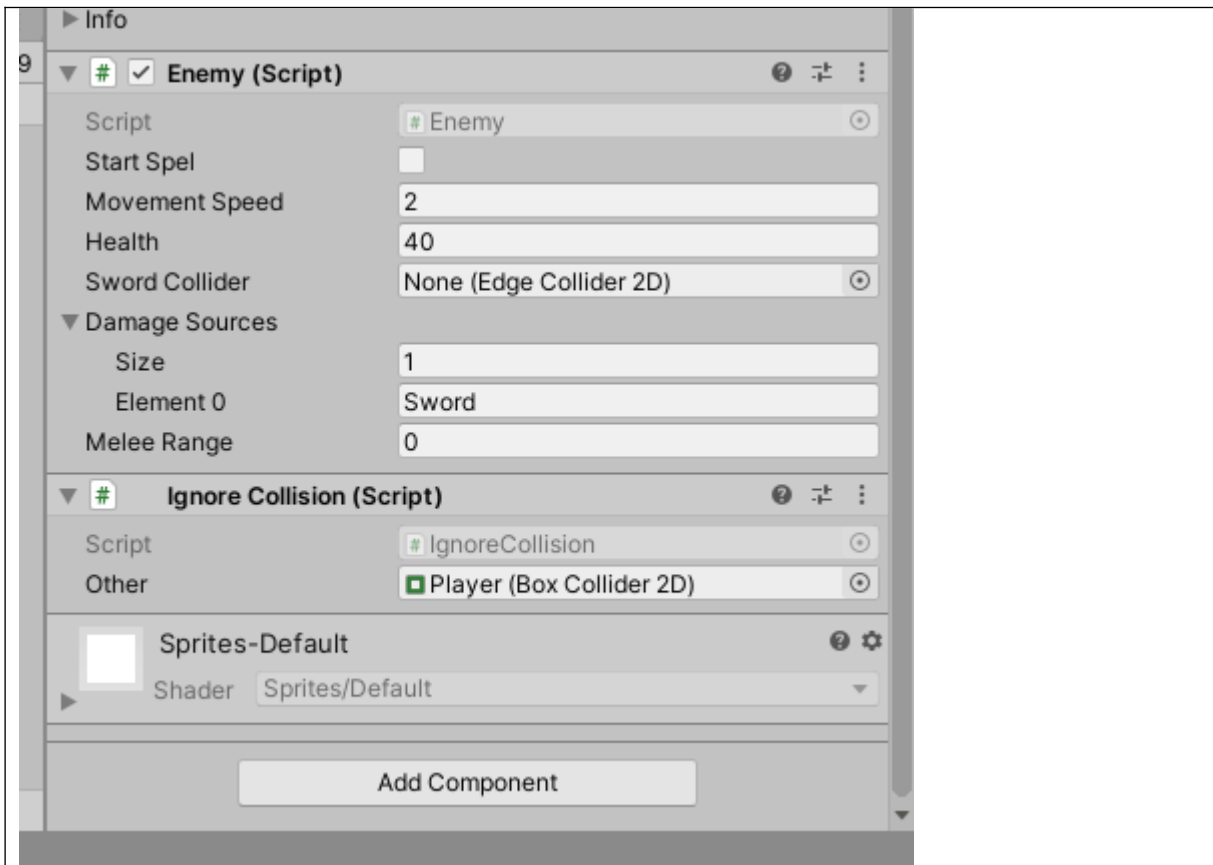 Info
9
# Enemy (Script)
Script # Enemy
Start Spel
Movement Speed 2
Health 40
Sword Collider None (Edge Collider 2D)
Damage Sources
Size 1
Element 0 Sword
Melee Range 0
# Ignore Collision (Script)
Script # IgnoreCollision
Other Player (Box Collider 2D)
Sprites-Default
Shader Sprites/Default
Add Component